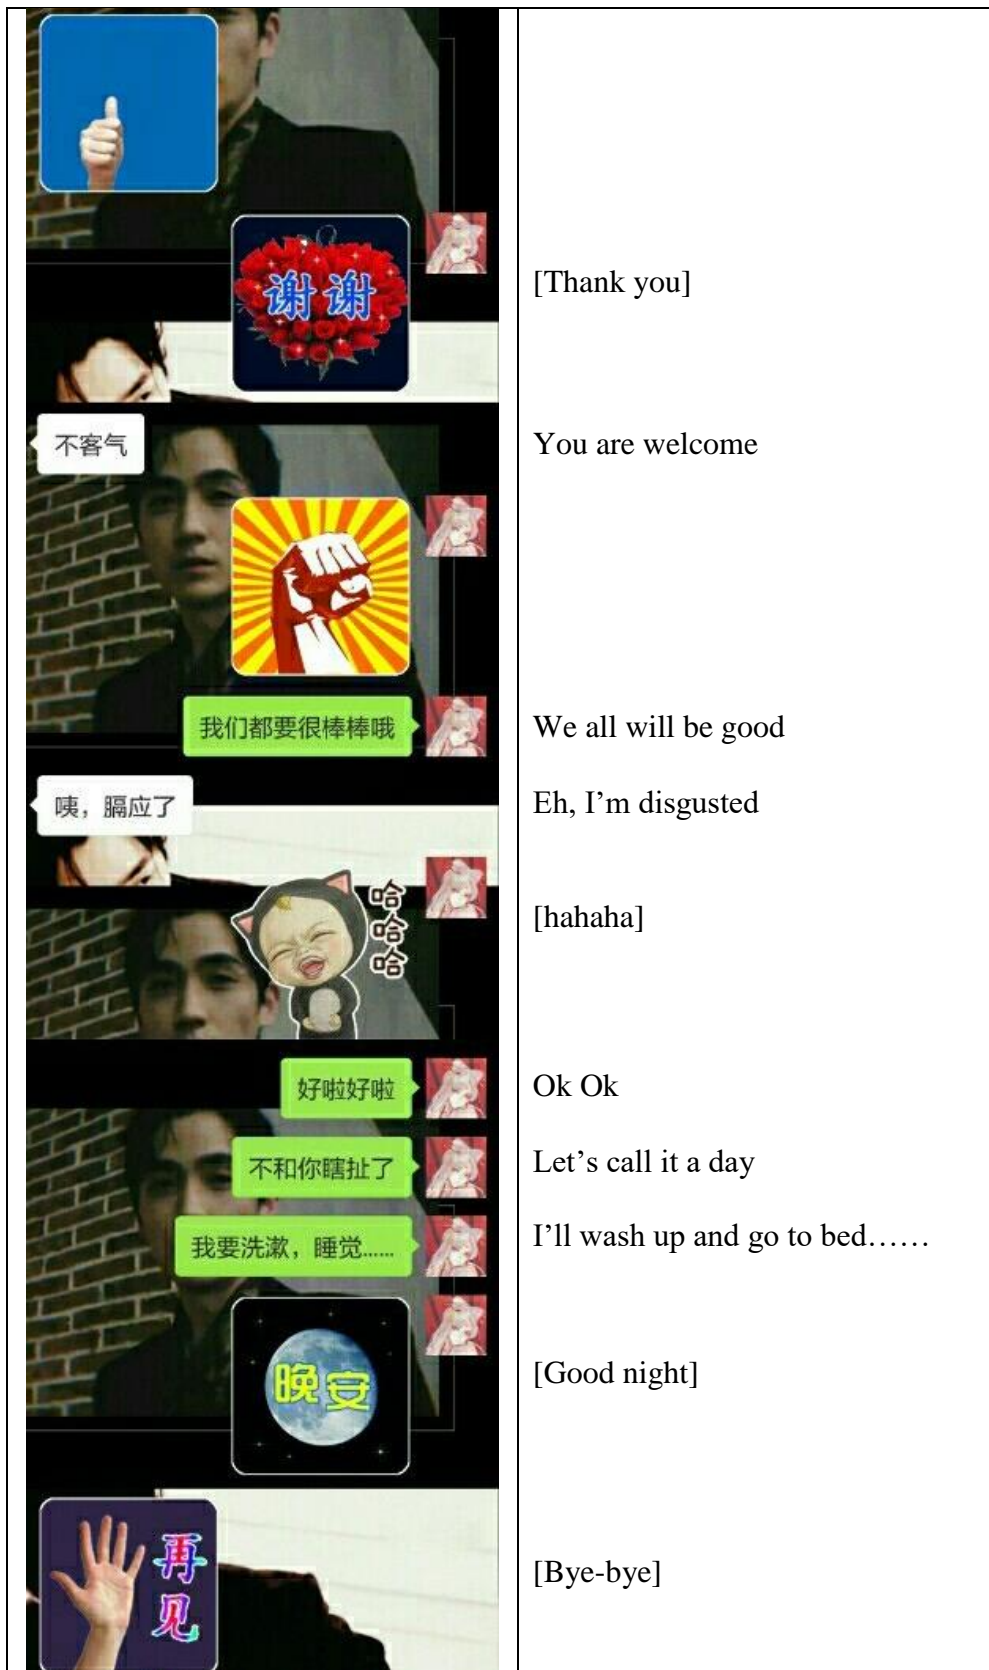 谢谢
[Thank you]
不客气
You are welcome
我们都要很棒棒哦
We all will be good
咦，膈应了
Eh, I’m disgusted
哈哈哈
[hahaha]
好啦好啦
Ok Ok
不和你瞎扯了
Let’s call it a day
我要洗漱，睡觉......
I’ll wash up and go to bed……
晚安
[Good night]
再见
[Bye-bye]